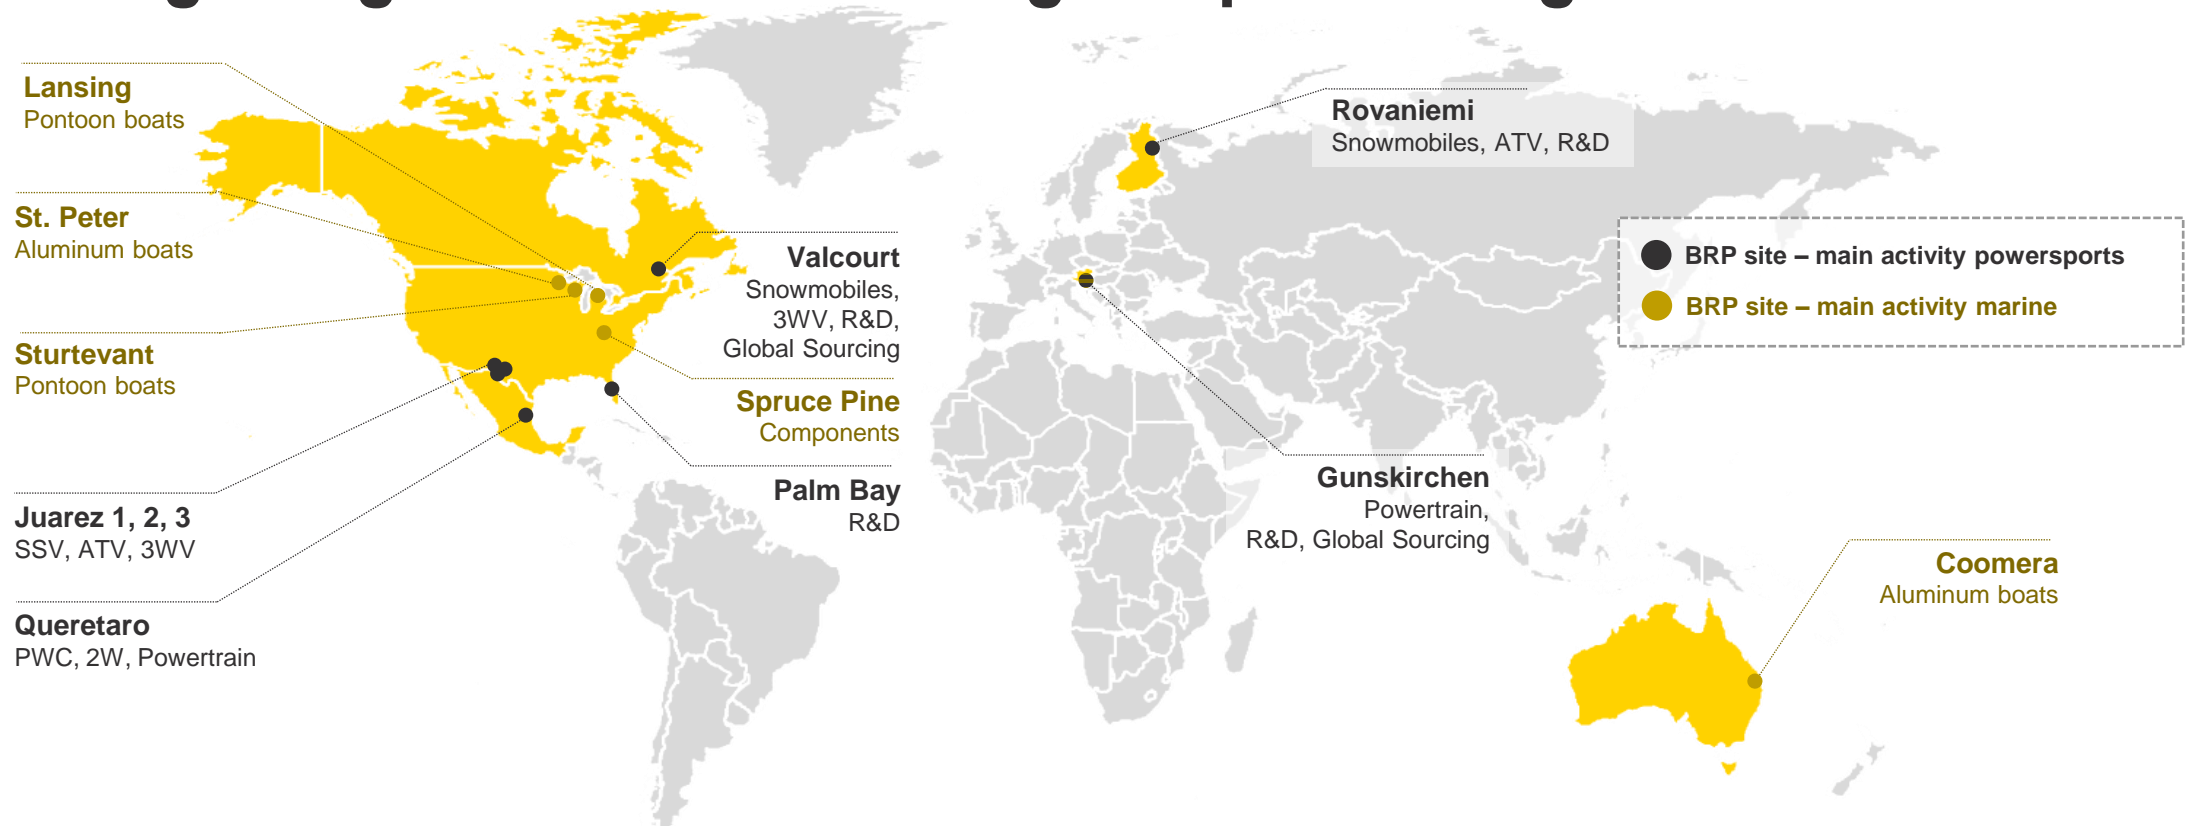 Lansing
Pontoon boats
St. Peter
Aluminum boats
Sturtevant
Pontoon boats
Juarez 1, 2, 3
SSV, ATV, 3WV
Queretaro
PWC, 2W, Powertrain
Valcourt
Snowmobiles,
3WV, R&D,
Global Sourcing
Spruce Pine
Components
Palm Bay
R&D
Rovaniemi
Snowmobiles, ATV, R&D
Gunskirchen
Powertrain,
R&D, Global Sourcing
BRP site – main activity powersports
BRP site – main activity marine
Coomera
Aluminum boats